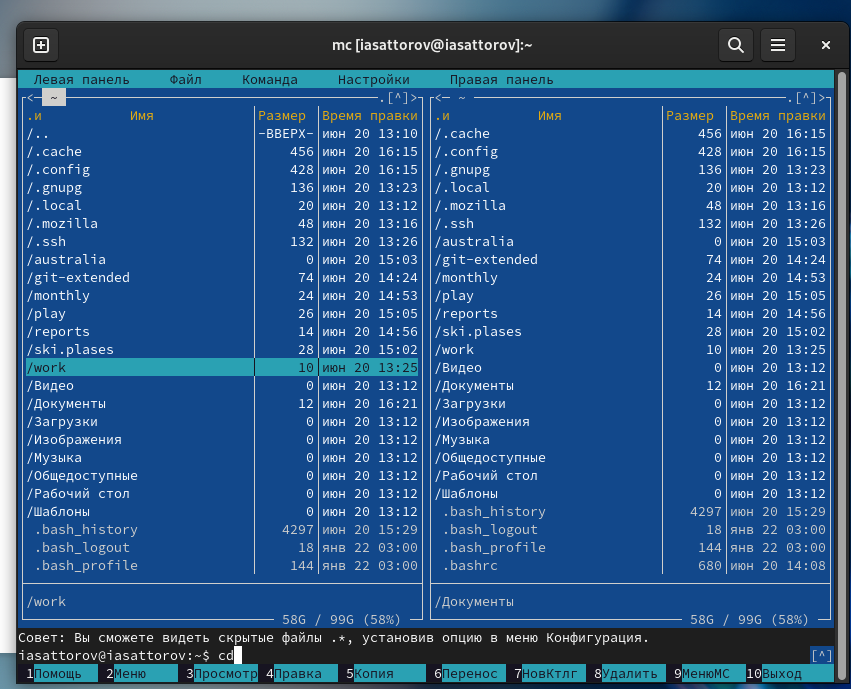 mc [iasattorov@iasattorov]:~
Левая панель Файл Команда Настройки Правая панель
<─ ~ .[^]> <─ ~ .[^]>
.и Имя Размер Время правки .и Имя Размер Время правки
/.. -ВВЕРХ- июн 20 13:10 /.cache 456 июн 20 16:15
/.cache 456 июн 20 16:15 /.config 428 июн 20 16:15
/.config 428 июн 20 16:15 /.gnupg 136 июн 20 13:23
/.gnupg 136 июн 20 13:23 /.local 20 июн 20 13:12
/.local 20 июн 20 13:12 /.mozilla 48 июн 20 13:16
/.mozilla 48 июн 20 13:16 /.ssh 132 июн 20 13:26
/.ssh 132 июн 20 13:26 /australia 0 июн 20 15:03
/australia 0 июн 20 15:03 /git-extended 74 июн 20 14:24
/git-extended 74 июн 20 14:24 /monthly 24 июн 20 14:53
/monthly 24 июн 20 14:53 /play 26 июн 20 15:05
/play 26 июн 20 15:05 /reports 14 июн 20 14:56
/reports 14 июн 20 14:56 /ski.plases 28 июн 20 15:02
/ski.plases 28 июн 20 15:02 /work 10 июн 20 13:25
/work 10 июн 20 13:25 /Видео 0 июн 20 13:12
/Видео 0 июн 20 13:12 /Документы 12 июн 20 16:21
/Документы 12 июн 20 16:21 /Загрузки 0 июн 20 13:12
/Загрузки 0 июн 20 13:12 /Изображения 0 июн 20 13:12
/Изображения 0 июн 20 13:12 /Музыка 0 июн 20 13:12
/Музыка 0 июн 20 13:12 /Общедоступные 0 июн 20 13:12
/Общедоступные 0 июн 20 13:12 /Рабочий стол 0 июн 20 13:12
/Рабочий стол 0 июн 20 13:12 /Шаблоны 0 июн 20 13:12
/Шаблоны 0 июн 20 13:12 .bash_history 4297 июн 20 15:29
.bash_history 4297 июн 20 15:29 .bash_logout 18 янв 22 03:00
.bash_logout 18 янв 22 03:00 .bash_profile 144 янв 22 03:00
.bash_profile 144 янв 22 03:00 .bashrc 680 июн 20 14:08
/work /Документы
58G / 99G (58%) 58G / 99G (58%)
Совет: Вы сможете видеть скрытые файлы .*, установив опцию в меню Конфигурация.
iasattorov@iasattorov:~$ cd [^]
1Помощь 2Меню 3Просмотр 4Правка 5Копия 6Перенос 7НовКтлг 8Удалить 9МенюMC 10Выход